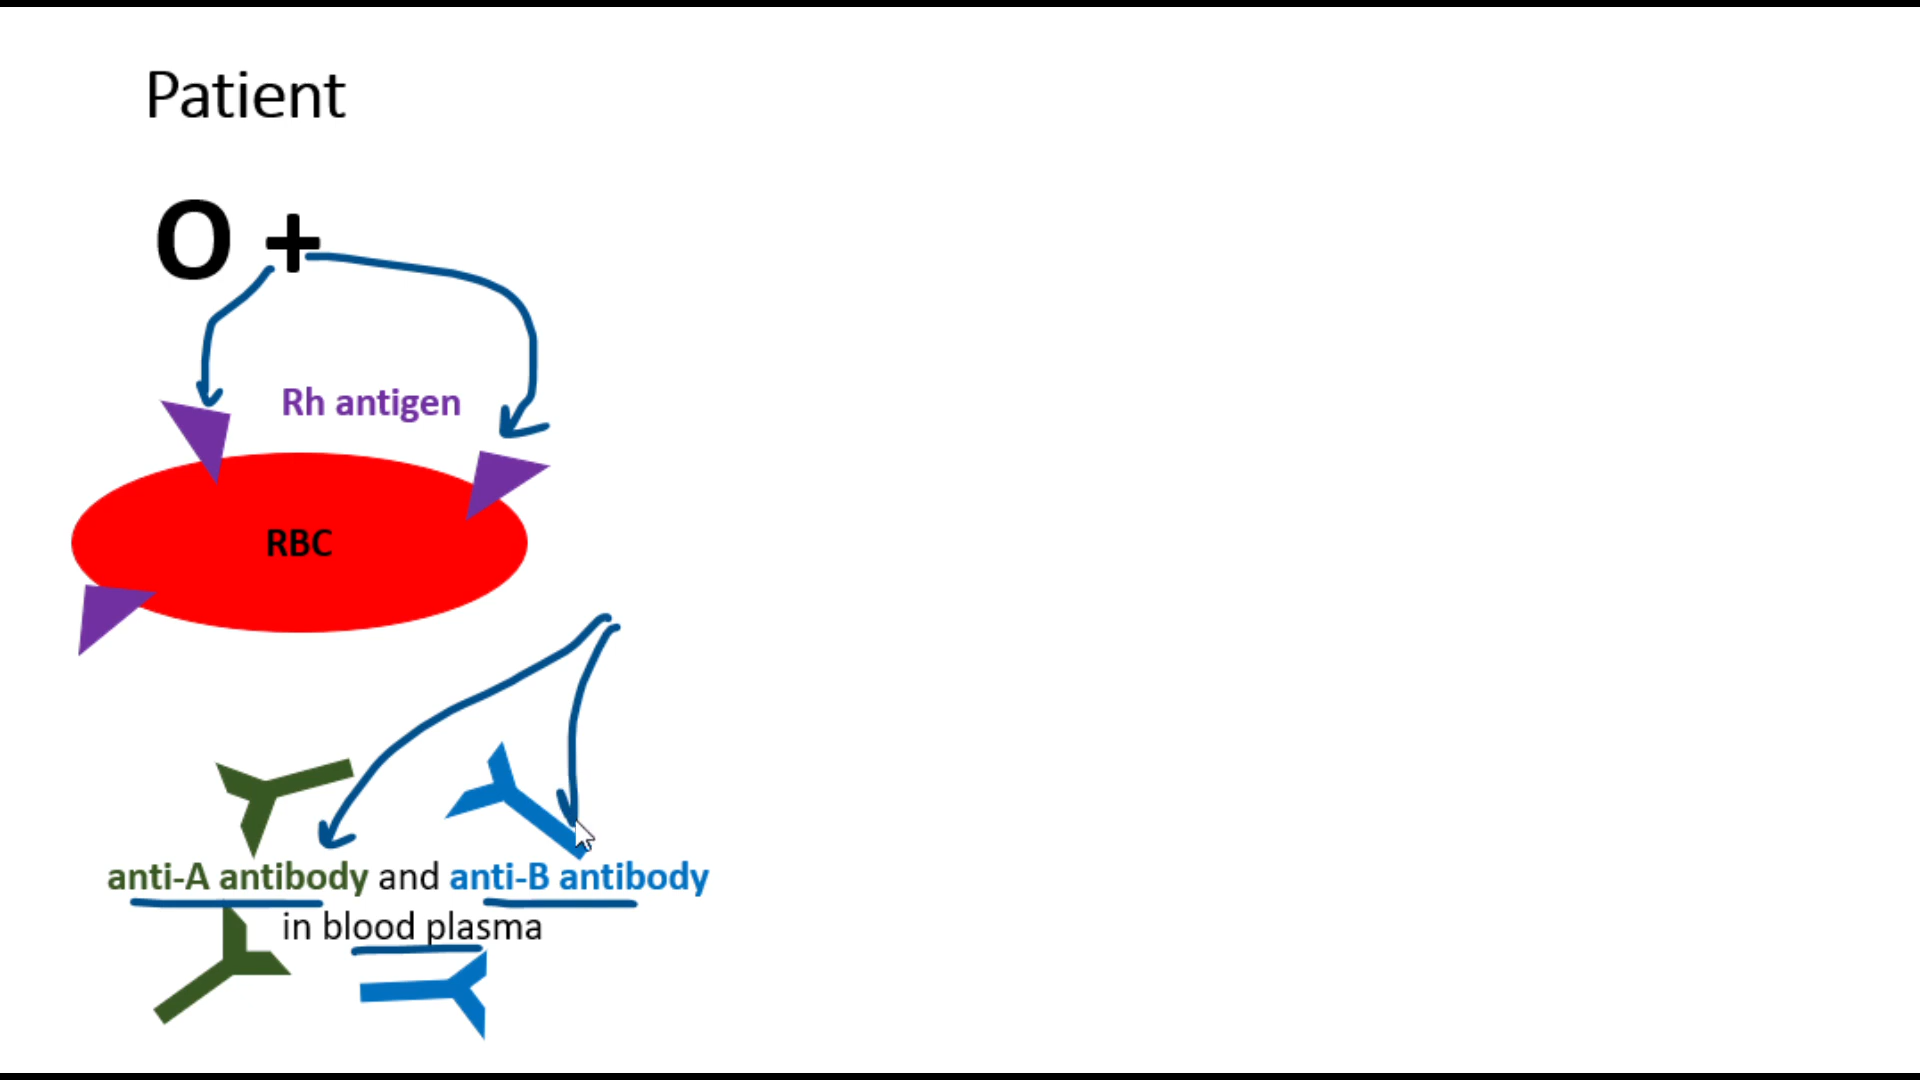 Patient
O +
Rh antigen
RBC
anti-A antibody and anti-B antibody
in blood plasma